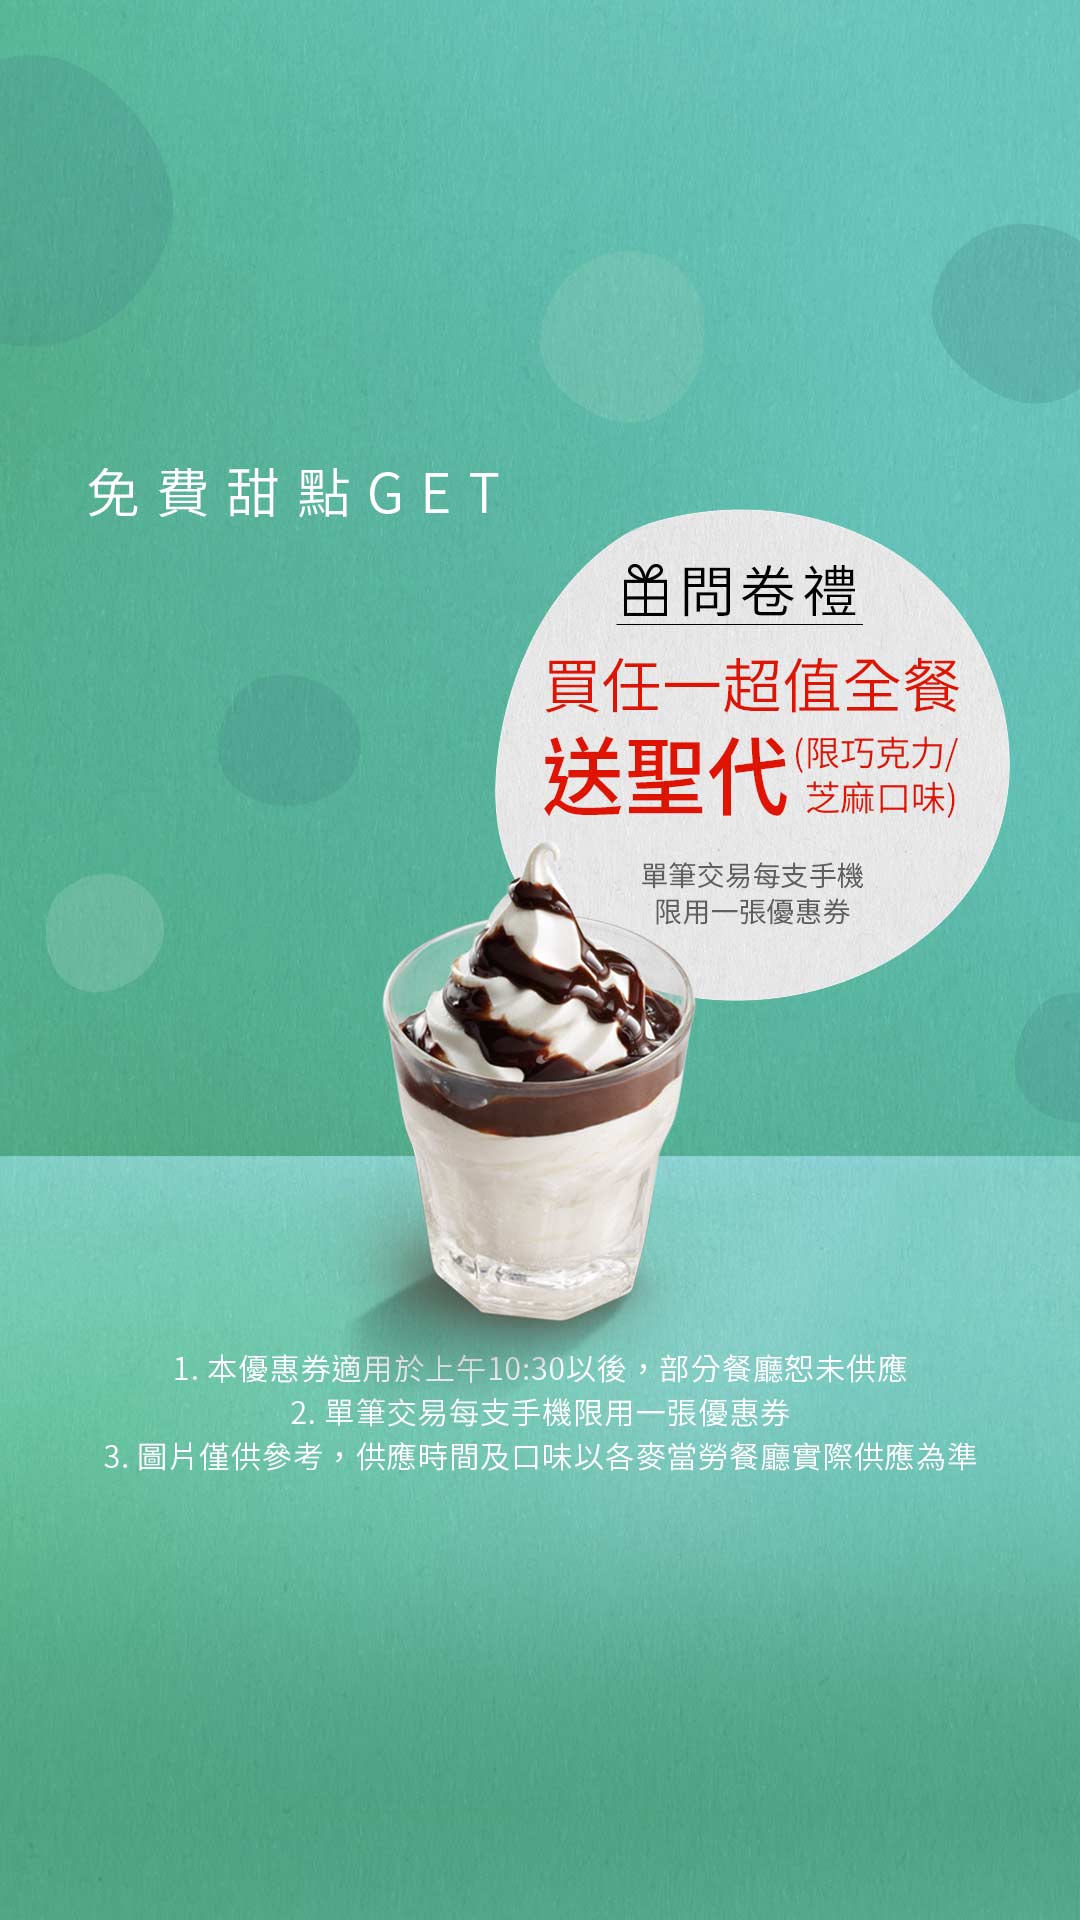 免費甜點GET
問卷禮
買任一超值全餐
送聖代(限巧克力/
芝麻口味)
單筆交易每支手機
限用一張優惠券
1. 本優惠券適用於上午10:30以後，部分餐廳恕未供應
2. 單筆交易每支手機限用一張優惠券
3. 圖片僅供參考，供應時間及口味以各麥當勞餐廳實際供應為準